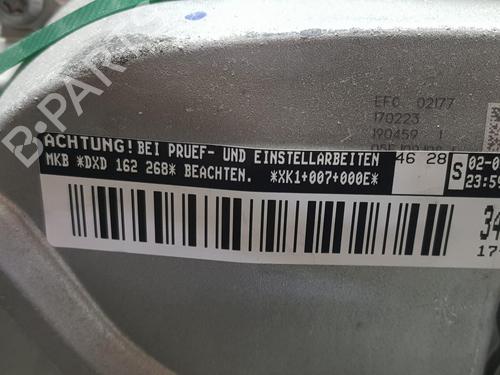 B-PARTS
EFC 02177
170223
190459 1
ACHTUNG! BEI PRUEF- UND EINSTELLARBEITEN
MKB *DXD 162 268* BEACHTEN. *XK1+007+000E*
46 28
S
02-0
23:59
34
17-